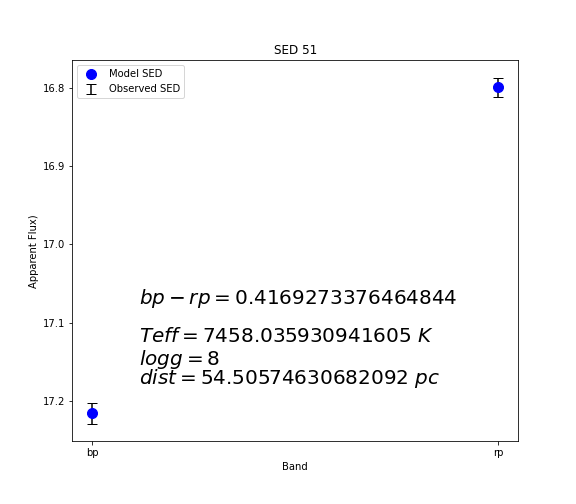 SED 51
Model SED
Observed SED
16.8
16.9
17.0
17.1
17.2
Apparent Flux)
bp − rp = 0.4169273376464844
Teff = 7458.035930941605 K
logg = 8
dist = 54.50574630682092 pc
bp
rp
Band